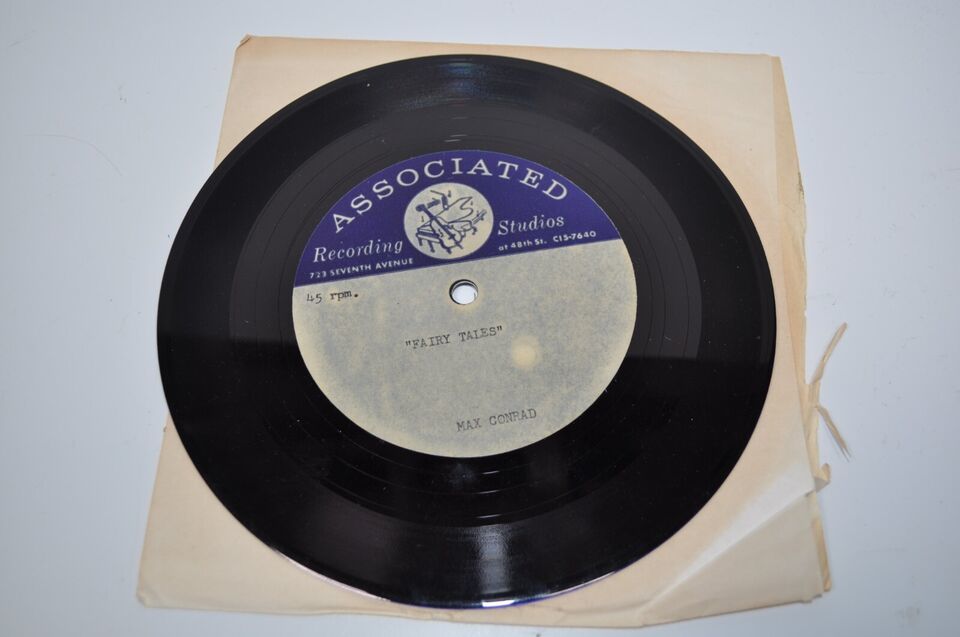 ASSOCIATED
Recording Studios
723 SEVENTH AVENUE at 48th St. CI5-7640
45 rpm.
"FAIRY TALES"
MAX CONRAD